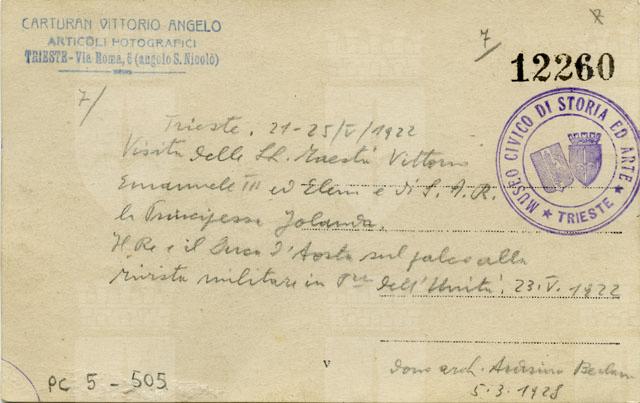 CARTURAN VITTORIO ANGELO
ARTICOLI FOTOGRAFICI
TRIESTE - Via Roma, 6 (angolo S. Nicolò)
7
12260
MUSEO CIVICO DI STORIA ED ARTE
★ TRIESTE ★
7/
Trieste, 21-25/V/1922
Visita delle LL. Maestà Vittorio
Emanuele III ed Elena e di S. A. R.
la Principessa Jolanda.
Il Re e il Duca d'Aosta sul palco alla
rivista militare in P.za dell'Unità, 23.V.1922
V
dono arch.
5.3.1928
PC 5 - 505